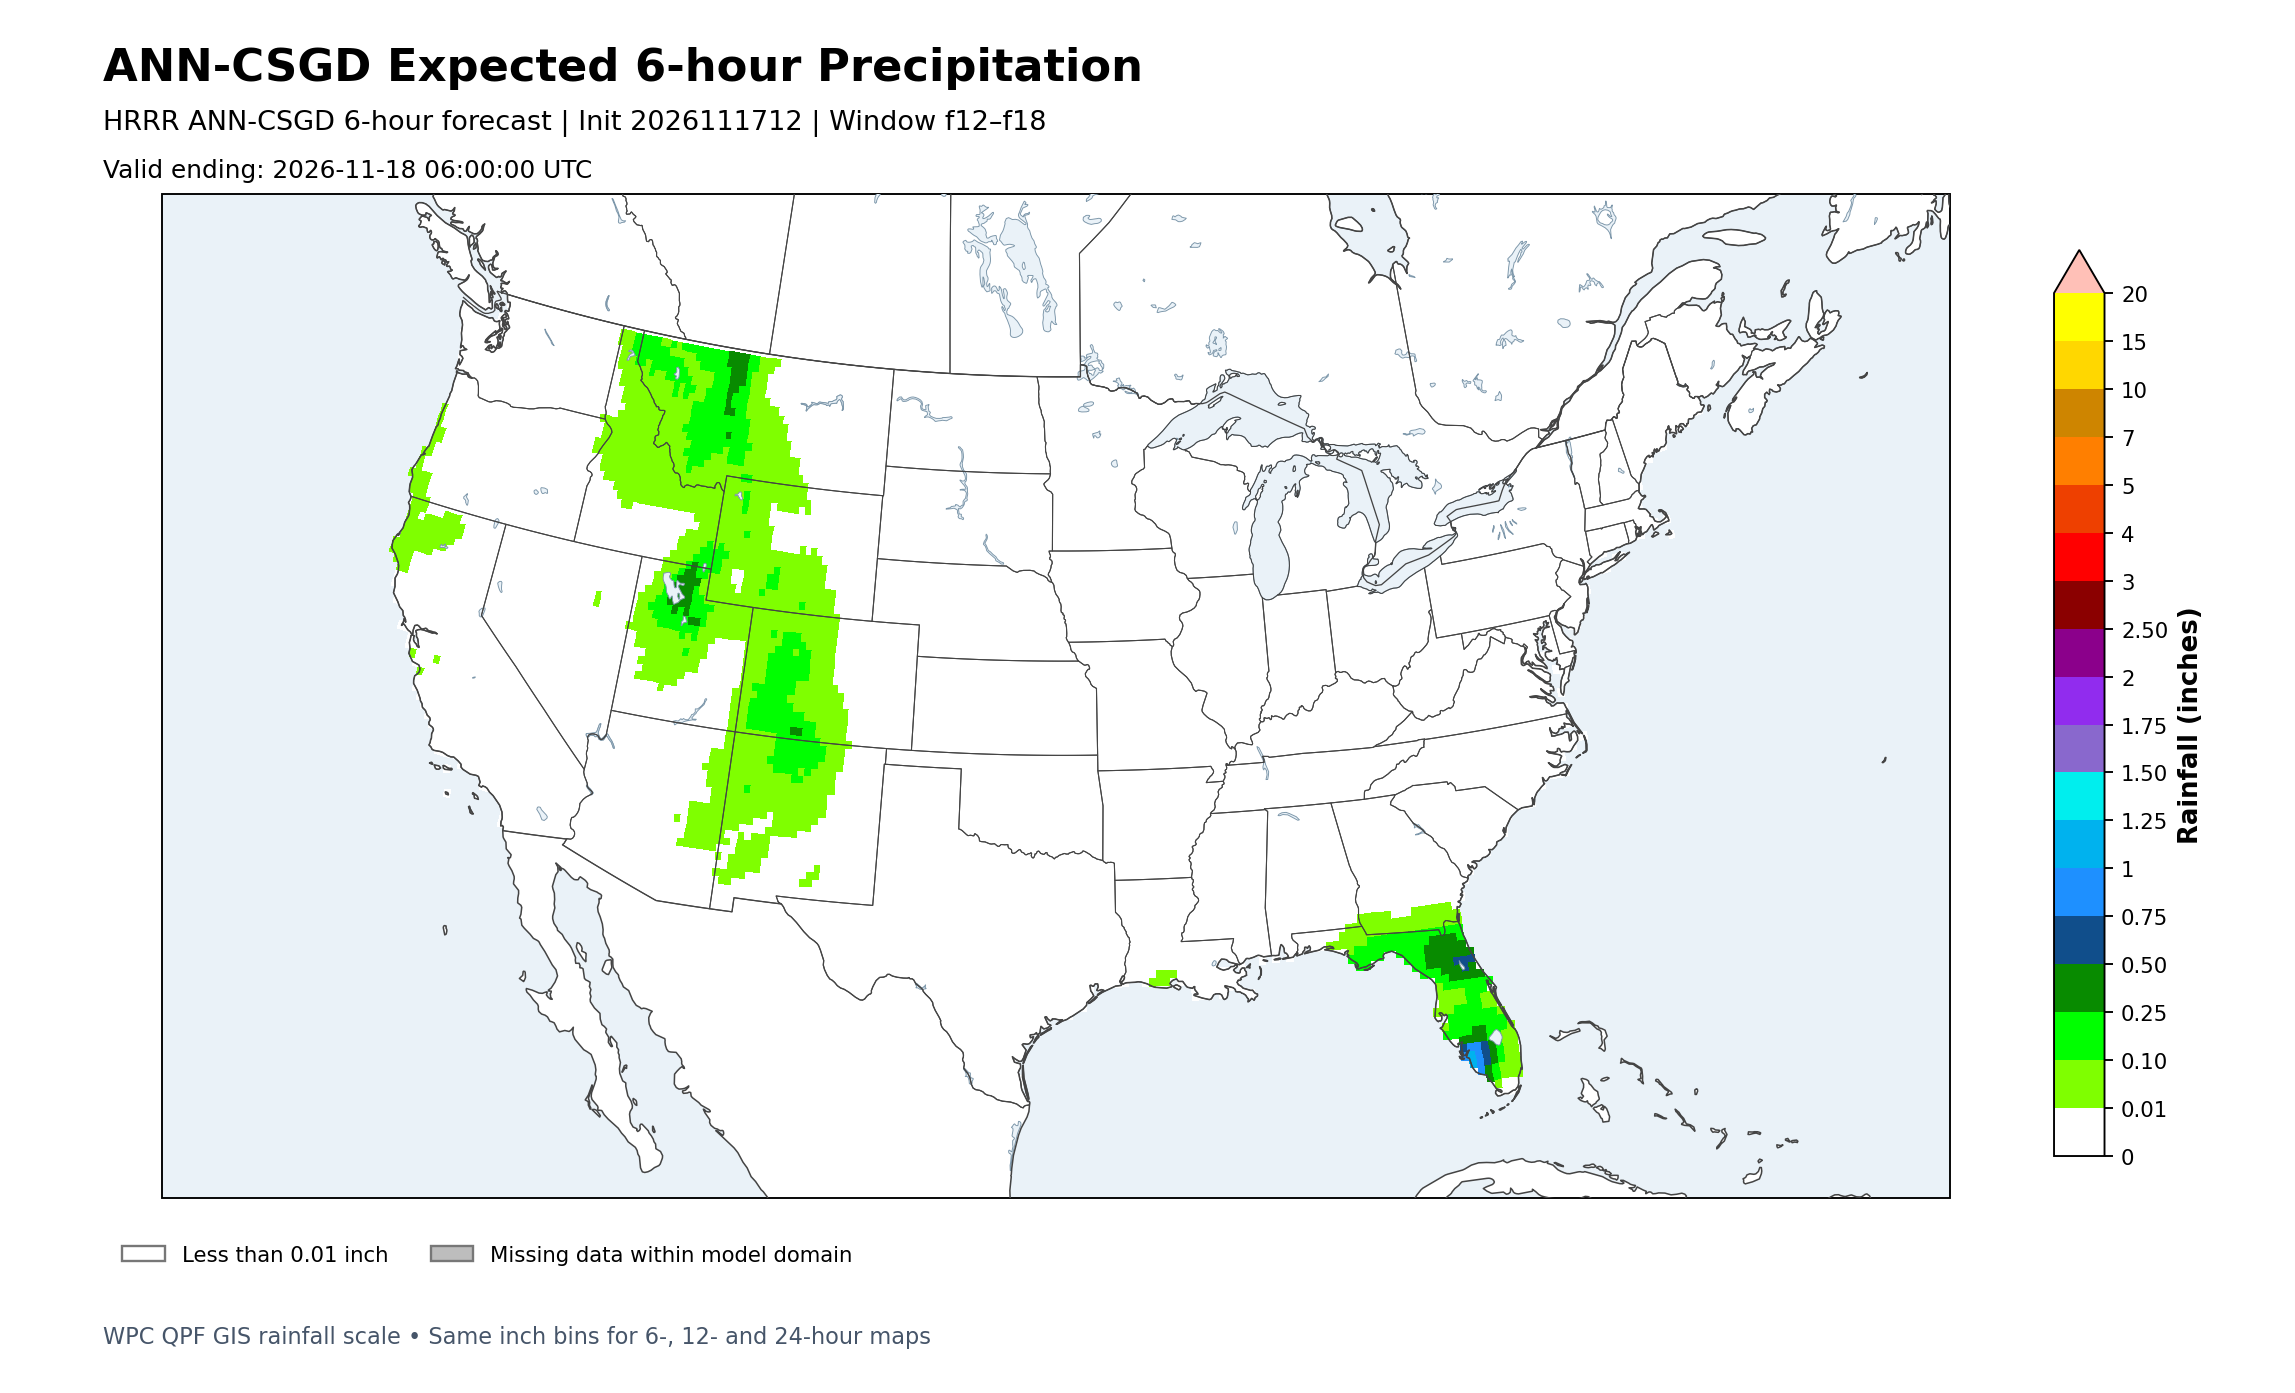 ANN-CSGD Expected 6-hour Precipitation
HRRR ANN-CSGD 6-hour forecast | Init 2026111712 | Window f12–f18
Valid ending: 2026-11-18 06:00:00 UTC
20
15
10
7
5
4
3
2.50
2
1.75
1.50
1.25
1
0.75
0.50
0.25
0.10
0.01
0
Rainfall (inches)
Less than 0.01 inch
Missing data within model domain
WPC QPF GIS rainfall scale • Same inch bins for 6-, 12- and 24-hour maps